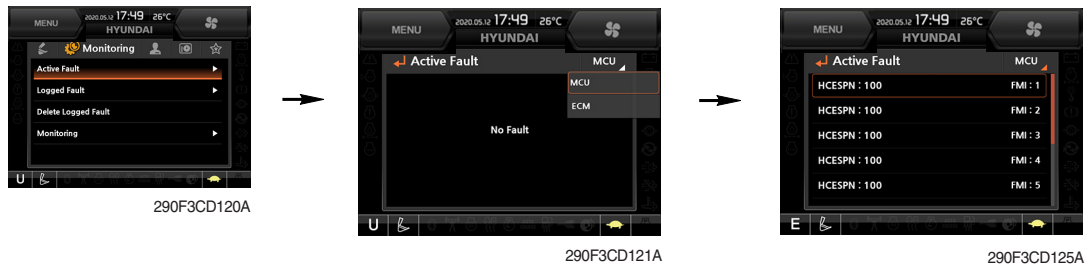 MENU
2020.05.12 17:49 26°C
HYUNDAI
Monitoring
Active Fault
Logged Fault
Delete Logged Fault
Monitoring
U
290F3CD120A
MENU
2020.05.12 17:49 26°C
HYUNDAI
Active Fault MCU
MCU
ECM
No Fault
U
290F3CD121A
MENU
2020.05.12 17:49 26°C
HYUNDAI
Active Fault MCU
HCESPN : 100 FMI : 1
HCESPN : 100 FMI : 2
HCESPN : 100 FMI : 3
HCESPN : 100 FMI : 4
HCESPN : 100 FMI : 5
E
290F3CD125A